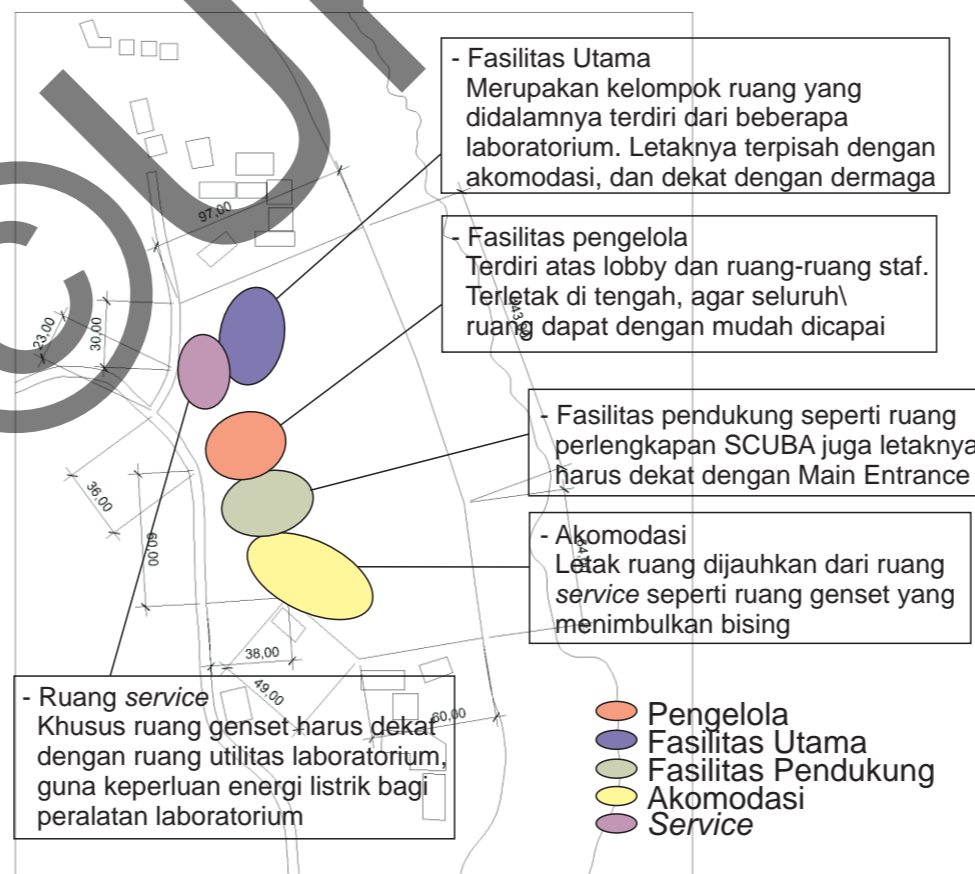 - Fasilitas Utama
Merupakan kelompok ruang yang
didalamnya terdiri dari beberapa
laboratorium. Letaknya terpisah dengan
akomodasi, dan dekat dengan dermaga
97,00
- Fasilitas pengelola
Terdiri atas lobby dan ruang-ruang staf.
Terletak di tengah, agar seluruh\
ruang dapat dengan mudah dicapai
23,00
30,00
- Fasilitas pendukung seperti ruang
perlengkapan SCUBA juga letaknya
harus dekat dengan Main Entrance
36,00
60,00
- Akomodasi
Letak ruang dijauhkan dari ruang
service seperti ruang genset yang
menimbulkan bising
38,00
49,00
60,00
- Ruang service
Khusus ruang genset harus dekat
dengan ruang utilitas laboratorium,
guna keperluan energi listrik bagi
peralatan laboratorium
Pengelola
Fasilitas Utama
Fasilitas Pendukung
Akomodasi
Service